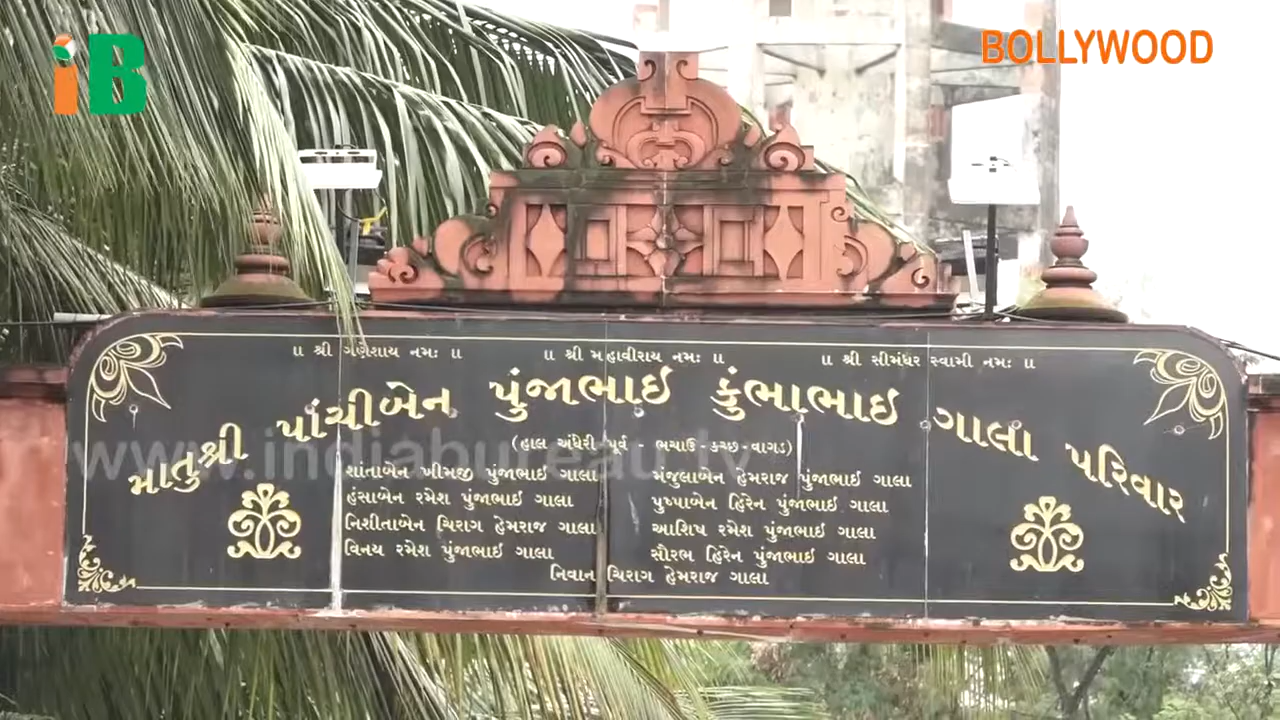 iB
BOLLYWOOD
॥ શ્રી ગણેશાય નમઃ ॥ ॥ શ્રી મહાવીરાય નમઃ ॥ ॥ શ્રી સીમંધર સ્વામી નમઃ ॥
માતુશ્રી પાંચીબેન પુંજાભાઇ કુંભાભાઇ ગાલા પરિવાર
(હાલ અંધેરી પૂર્વ - ભચાઉ-કચ્છ-વાગડ)
શાંતાબેન ખીમજી પુંજાભાઇ ગાલા મંજુલાબેન હેમરાજ પુંજાભાઇ ગાલા
હંસાબેન રમેશ પુંજાભાઇ ગાલા પુષ્પાબેન હિરેન પુંજાભાઇ ગાલા
નિશીતાબેન ચિરાગ હેમરાજ ગાલા આશિષ રમેશ પુંજાભાઇ ગાલા
વિનય રમેશ પુંજાભાઇ ગાલા સૌરભ હિરેન પુંજાભાઇ ગાલા
નિવાન ચિરાગ હેમરાજ ગાલા
www.indiabureau.tv